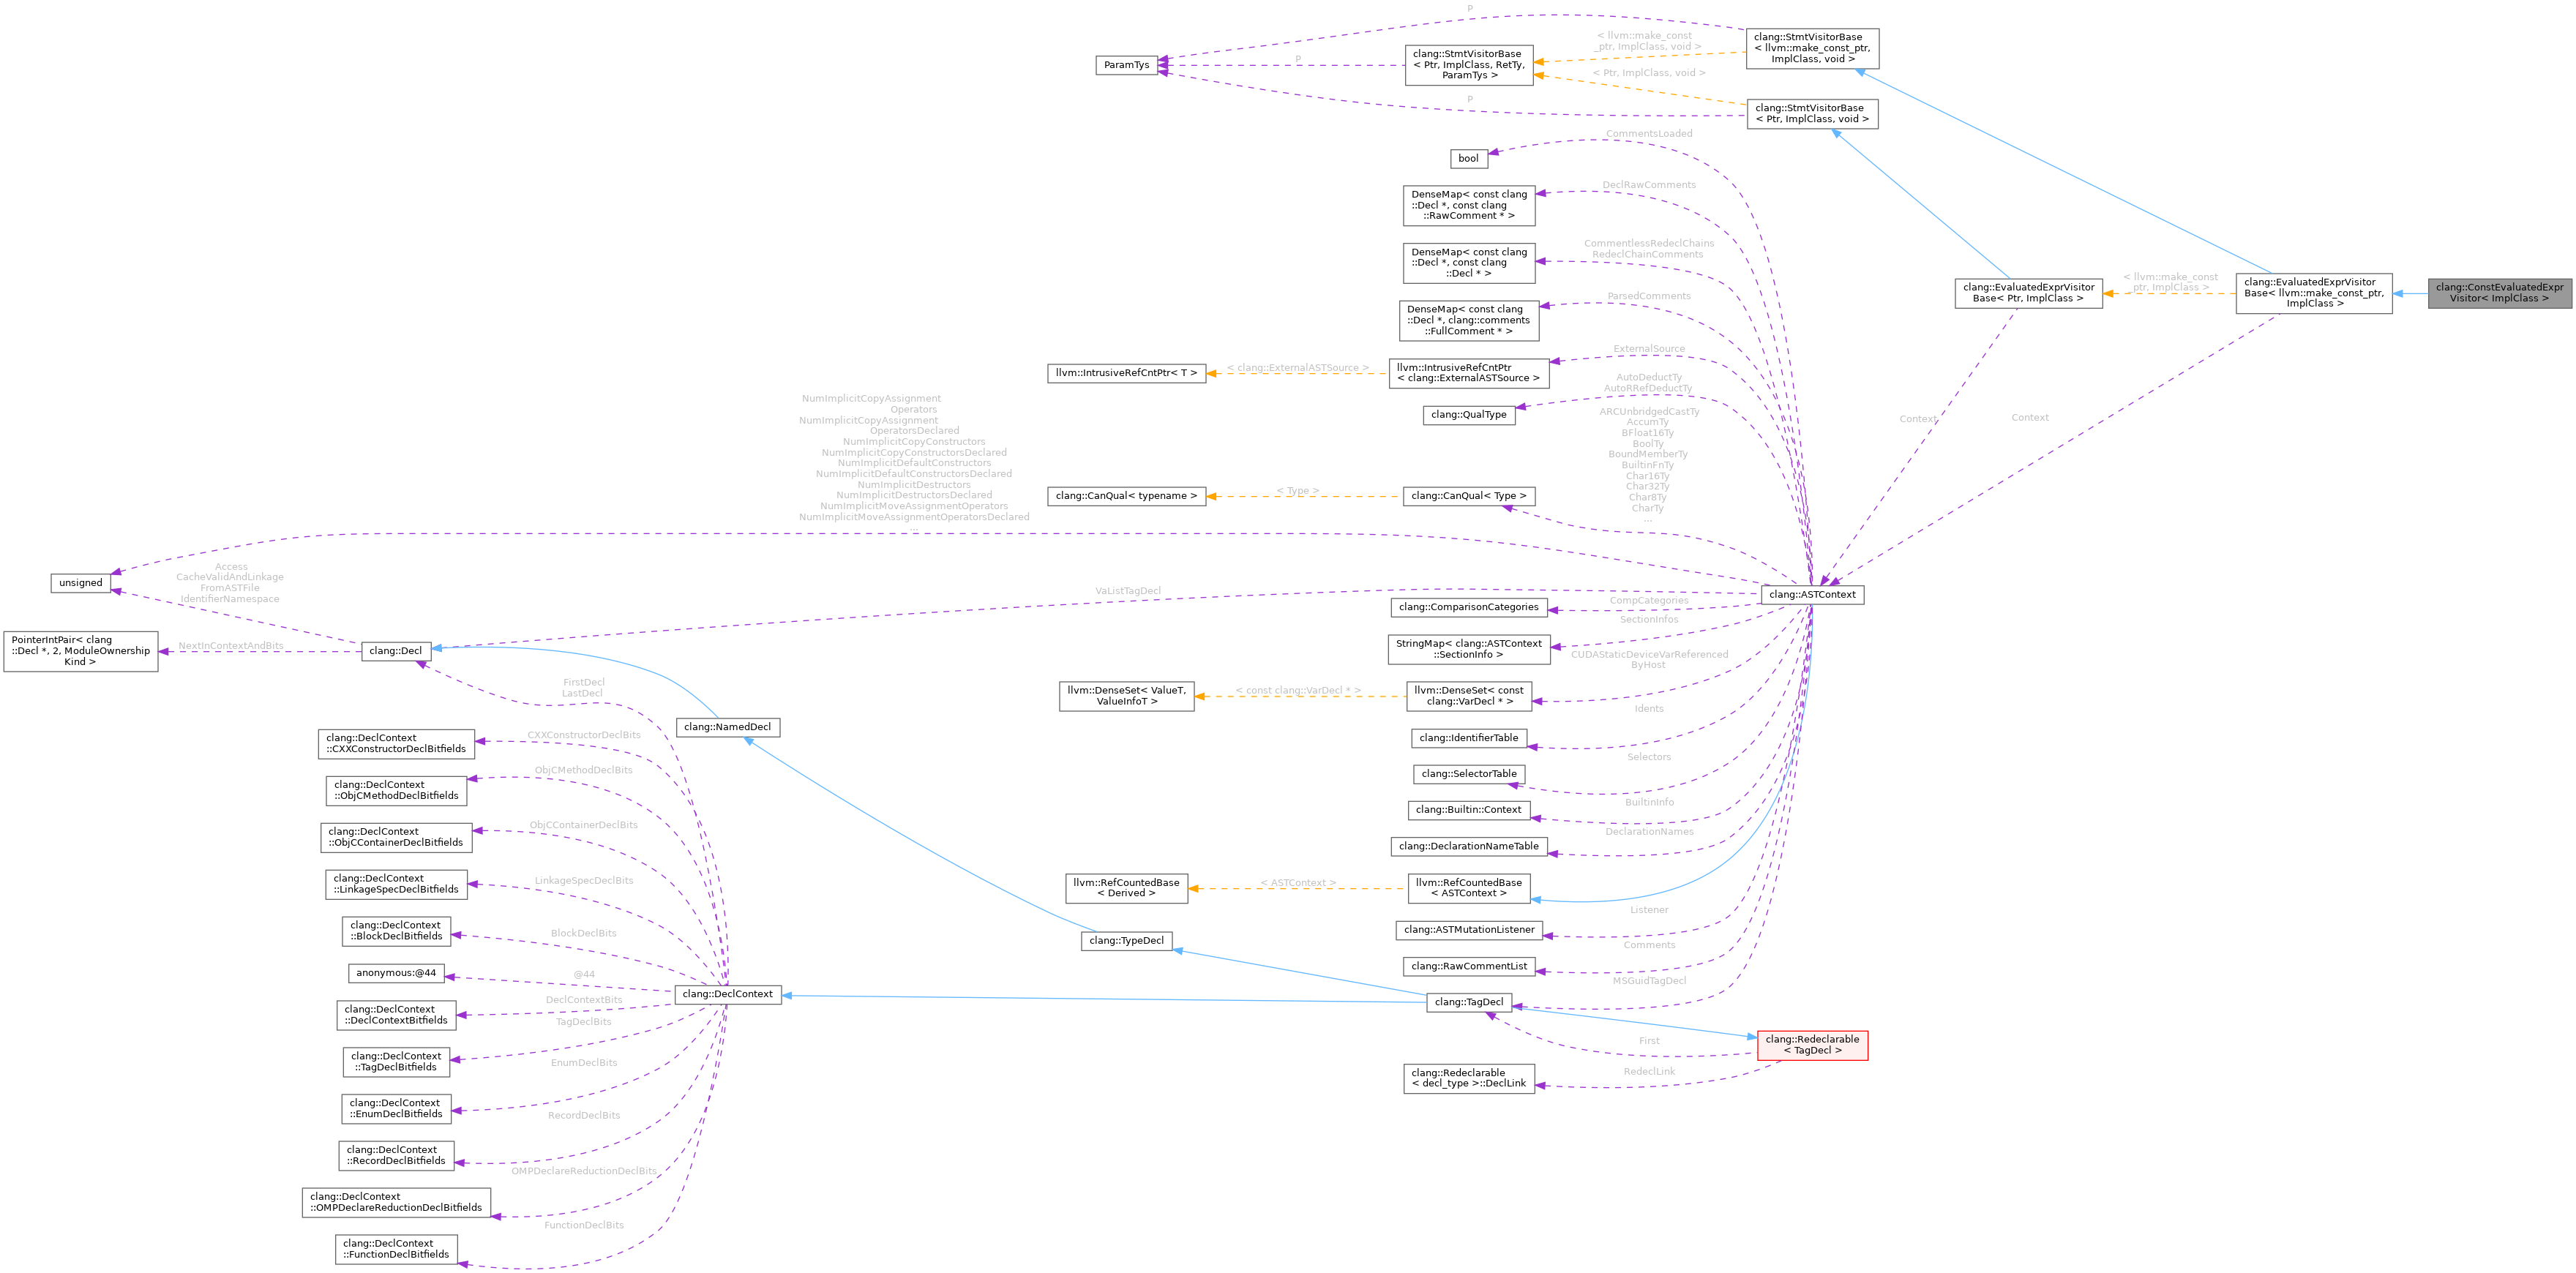 P
clang::StmtVisitorBase
< llvm::make_const_ptr,
ImplClass, void >
< llvm::make_const
_ptr, ImplClass, void >
clang::StmtVisitorBase
< Ptr, ImplClass, RetTy,
ParamTys >
P
ParamTys
< Ptr, ImplClass, void >
P
clang::StmtVisitorBase
< Ptr, ImplClass, void >
CommentsLoaded
bool
DeclRawComments
DenseMap< const clang
::Decl *, const clang
::RawComment * >
CommentlessRedeclChains
RedeclChainComments
DenseMap< const clang
::Decl *, const clang
::Decl * >
ParsedComments
DenseMap< const clang
::Decl *, clang::comments
::FullComment * >
clang::EvaluatedExprVisitor
Base< Ptr, ImplClass >
< llvm::make_const
_ptr, ImplClass >
clang::EvaluatedExprVisitor
Base< llvm::make_const_ptr,
ImplClass >
clang::ConstEvaluatedExpr
Visitor< ImplClass >
ExternalSource
llvm::IntrusiveRefCntPtr
< clang::ExternalASTSource >
< clang::ExternalASTSource >
llvm::IntrusiveRefCntPtr< T >
AutoDeductTy
AutoRRefDeductTy
clang::QualType
Context
Context
ARCUnbridgedCastTy
AccumTy
BFloat16Ty
BoolTy
BoundMemberTy
BuiltinFnTy
Char16Ty
Char32Ty
Char8Ty
CharTy
...
clang::CanQual< Type >
< Type >
clang::CanQual< typename >
NumImplicitCopyAssignment
Operators
NumImplicitCopyAssignment
OperatorsDeclared
NumImplicitCopyConstructors
NumImplicitCopyConstructorsDeclared
NumImplicitDefaultConstructors
NumImplicitDefaultConstructorsDeclared
NumImplicitDestructors
NumImplicitDestructorsDeclared
NumImplicitMoveAssignmentOperators
NumImplicitMoveAssignmentOperatorsDeclared
...
unsigned
Access
CacheValidAndLinkage
FromASTFile
IdentifierNamespace
VaListTagDecl
clang::ASTContext
PointerIntPair< clang
::Decl *, 2, ModuleOwnership
Kind >
NextInContextAndBits
clang::Decl
CompCategories
clang::ComparisonCategories
SectionInfos
StringMap< clang::ASTContext
::SectionInfo >
CUDAStaticDeviceVarReferenced
ByHost
llvm::DenseSet< const
clang::VarDecl * >
< const clang::VarDecl * >
llvm::DenseSet< ValueT,
ValueInfoT >
FirstDecl
LastDecl
clang::NamedDecl
Idents
clang::IdentifierTable
Selectors
clang::SelectorTable
BuiltinInfo
clang::Builtin::Context
DeclarationNames
clang::DeclarationNameTable
llvm::RefCountedBase
< ASTContext >
< ASTContext >
llvm::RefCountedBase
< Derived >
Listener
clang::ASTMutationListener
Comments
clang::RawCommentList
MSGuidTagDecl
clang::TypeDecl
clang::TagDecl
First
clang::Redeclarable
< TagDecl >
RedeclLink
clang::Redeclarable
< decl_type >::DeclLink
clang::DeclContext
::CXXConstructorDeclBitfields
CXXConstructorDeclBits
clang::DeclContext
::ObjCMethodDeclBitfields
ObjCMethodDeclBits
clang::DeclContext
::ObjCContainerDeclBitfields
ObjCContainerDeclBits
clang::DeclContext
::LinkageSpecDeclBitfields
LinkageSpecDeclBits
clang::DeclContext
::BlockDeclBitfields
BlockDeclBits
anonymous:@44
@44
clang::DeclContext
clang::DeclContext
::DeclContextBitfields
DeclContextBits
clang::DeclContext
::TagDeclBitfields
TagDeclBits
clang::DeclContext
::EnumDeclBitfields
EnumDeclBits
clang::DeclContext
::RecordDeclBitfields
RecordDeclBits
clang::DeclContext
::OMPDeclareReductionDeclBitfields
OMPDeclareReductionDeclBits
clang::DeclContext
::FunctionDeclBitfields
FunctionDeclBits